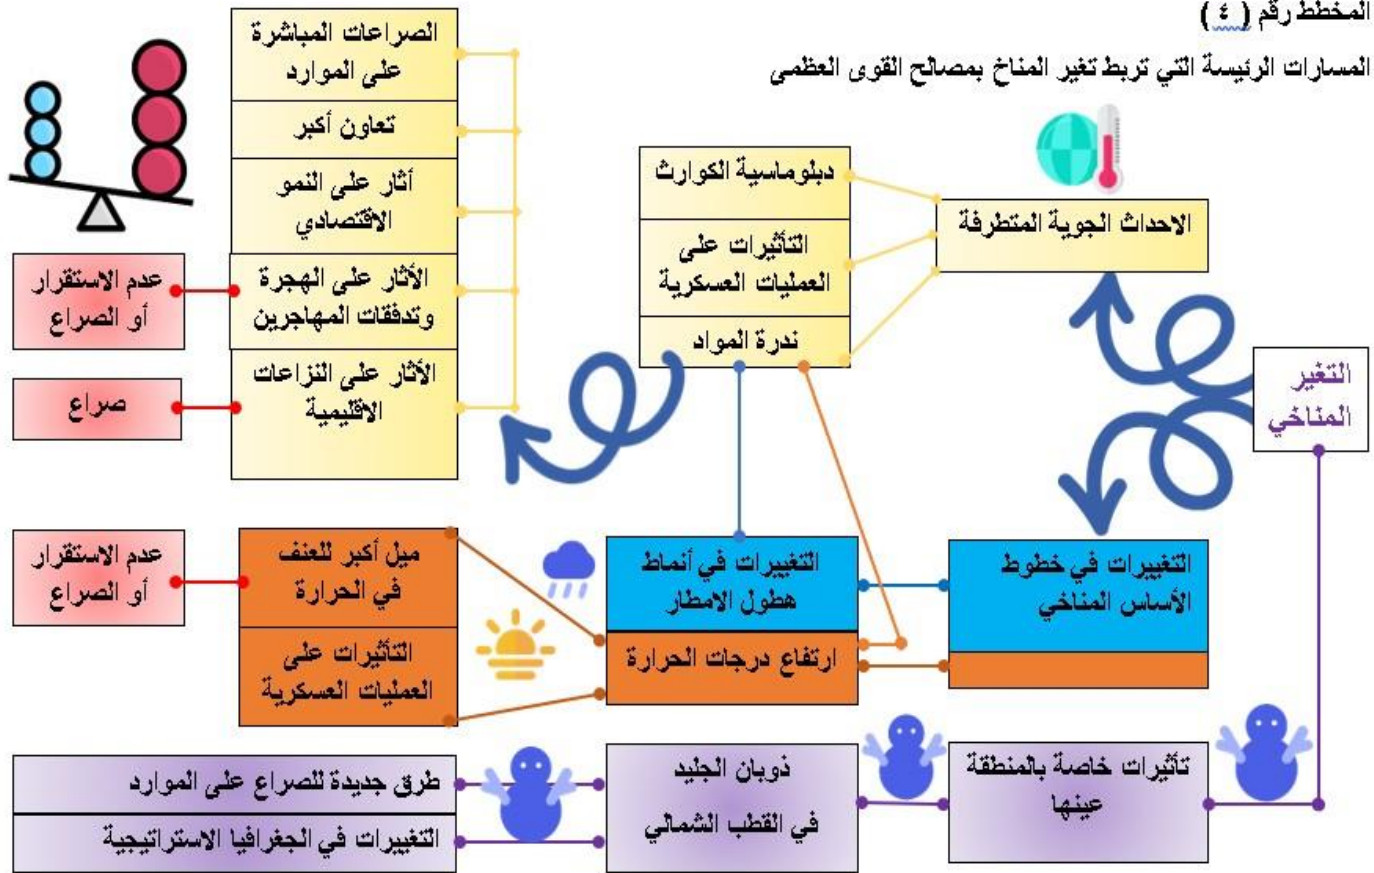 المخطط رقم ( ٤ )
المسارات الرئيسة التي تربط تغير المناخ بمصالح القوى العظمى
التغير
المناخي
الاحداث الجوية المتطرفة
دبلوماسية الكوارث
التأثيرات على
العمليات العسكرية
ندرة المواد
الصراعات المباشرة
على الموارد
تعاون أكبر
أثار على النمو
الاقتصادي
الأثار على الهجرة
وتدفقات المهاجرين
الأثار على النزاعات
الاقليمية
عدم الاستقرار
أو الصراع
صراع
التغييرات في خطوط
الأساس المناخي
التغييرات في أنماط
هطول الامطار
ارتفاع درجات الحرارة
ميل أكبر للعنف
في الحرارة
التأثيرات على
العمليات العسكرية
عدم الاستقرار
أو الصراع
تأثيرات خاصة بالمنطقة
عينها
ذوبان الجليد
في القطب الشمالي
طرق جديدة للصراع على الموارد
التغييرات في الجغرافيا الاستراتيجية